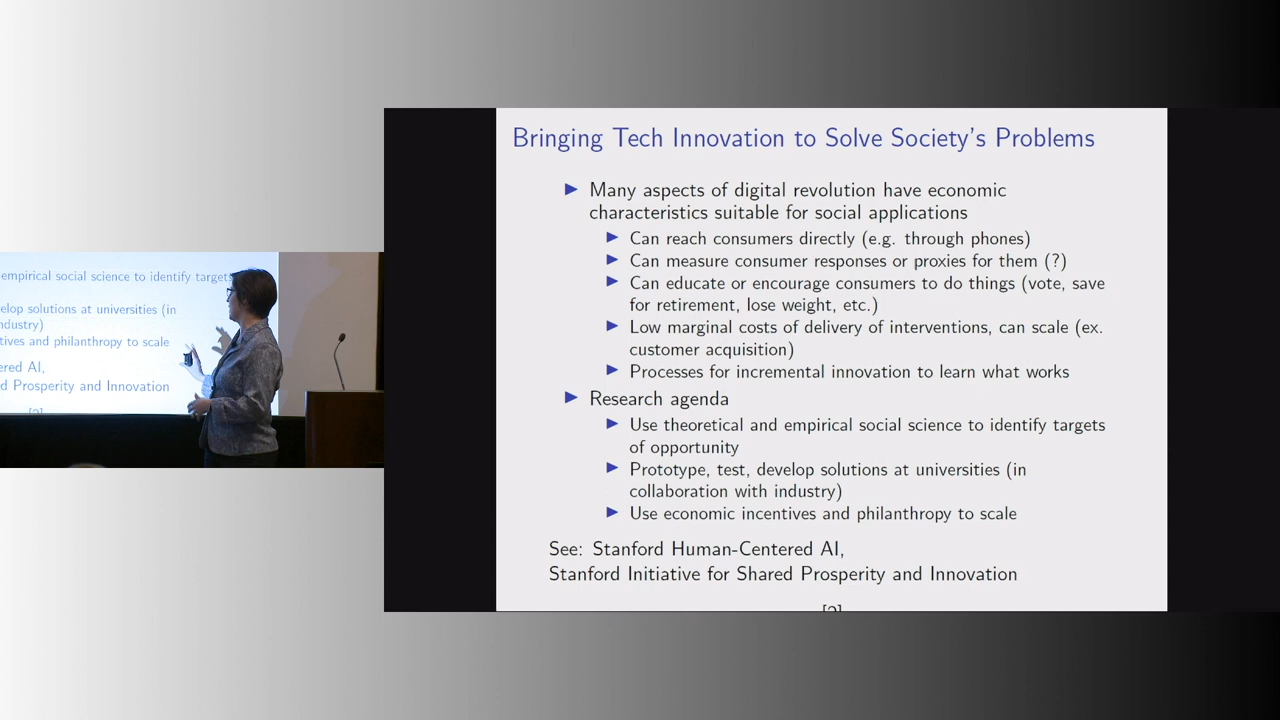 Bringing Tech Innovation to Solve Society's Problems
▶ Many aspects of digital revolution have economic
characteristics suitable for social applications
▶ Can reach consumers directly (e.g. through phones)
▶ Can measure consumer responses or proxies for them (?)
▶ Can educate or encourage consumers to do things (vote, save
for retirement, lose weight, etc.)
▶ Low marginal costs of delivery of interventions, can scale (ex.
customer acquisition)
▶ Processes for incremental innovation to learn what works
▶ Research agenda
▶ Use theoretical and empirical social science to identify targets
of opportunity
▶ Prototype, test, develop solutions at universities (in
collaboration with industry)
▶ Use economic incentives and philanthropy to scale
See: Stanford Human-Centered AI,
Stanford Initiative for Shared Prosperity and Innovation
empirical social science to identify targets
elop solutions at universities (in
ndustry)
tives and philanthropy to scale
ered AI,
d Prosperity and Innovation